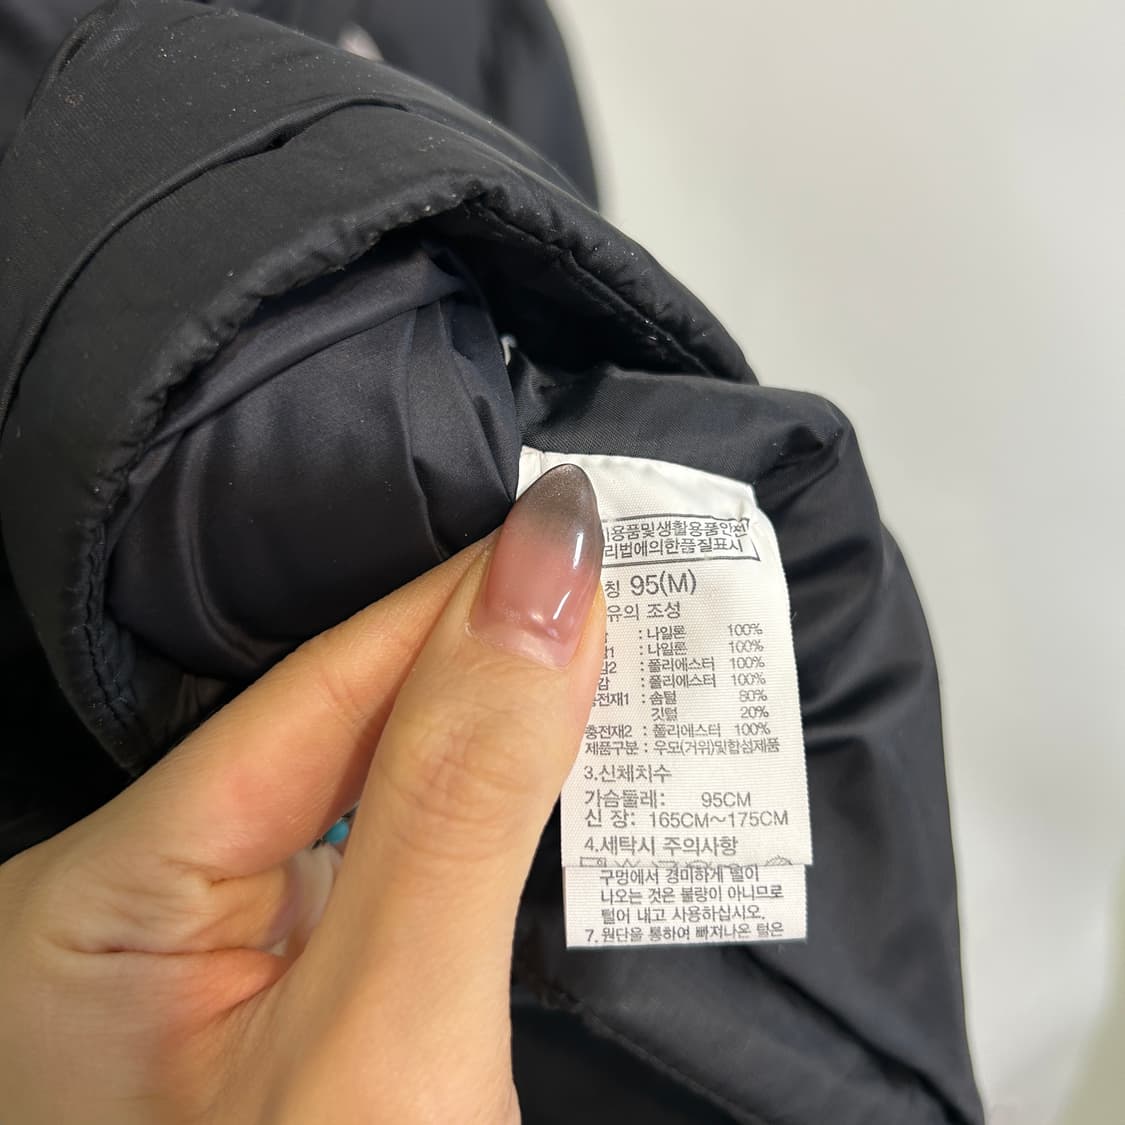 용품및생활용품안전
리법에의한품질표시
칭 95(M)
유의 조성
: 나일론 100%
감1 : 나일론 100%
감2 : 폴리에스터 100%
감 : 폴리에스터 100%
충전재1 : 솜털 80%
깃털 20%
충전재2 : 폴리에스터 100%
제품구분 : 우모(거위)및합섬제품
3.신체치수
가슴둘레: 95CM
신 장: 165CM~175CM
4.세탁시 주의사항
구멍에서 경미하게 털이
나오는 것은 불량이 아니므로
털어 내고 사용하십시오.
7. 원단을 통하여 빠져나온 털은